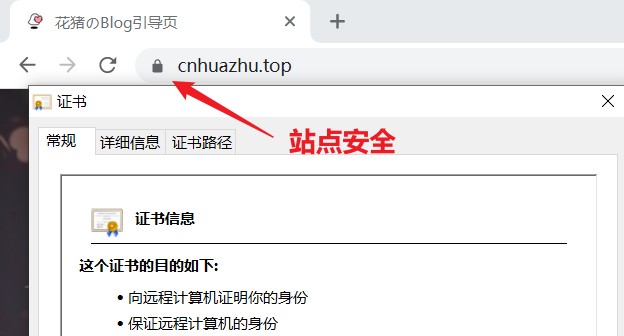 花猪のBlog引导页
cnhuazhu.top
证书
常规 详细信息 证书路径
站点安全
证书信息
这个证书的目的如下:
• 向远程计算机证明你的身份
• 保证远程计算机的身份